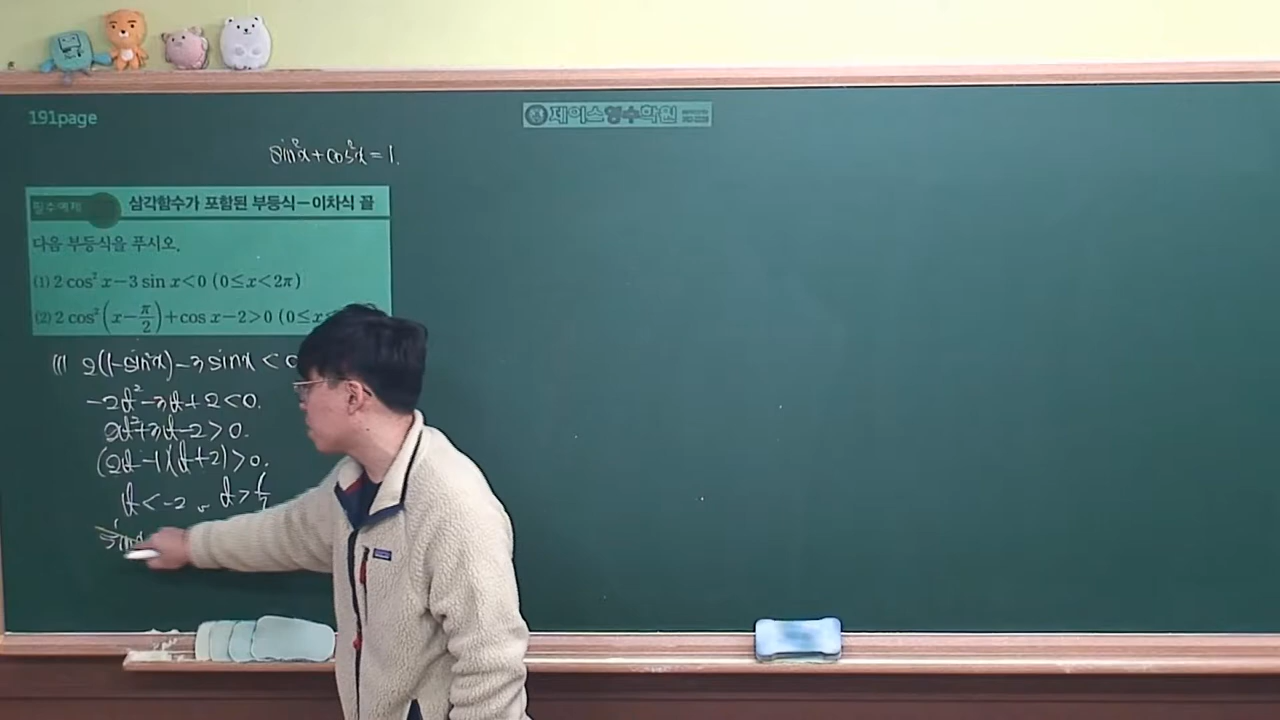 191page
제이스영수학원
sin²x+cos²x=1.
필수예제 삼각함수가 포함된 부등식-이차식 꼴
다음 부등식을 푸시오.
(1) 2 cos² x-3 sin x<0 (0≤x<2π)
(2) 2 cos² (x-π/2)+cos x-2>0 (0≤x
(1) 2(1-sin²x)-3sinx<0
-2t²-3t+2<0.
2t²+3t-2>0.
(2t-1)(t+2)>0.
t<-2 t>1/2
sin